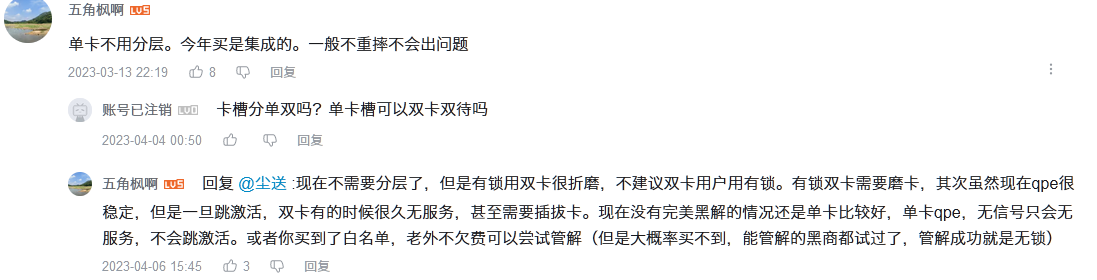 五角枫啊 LV5
单卡不用分层。今年买是集成的。一般不重摔不会出问题
2023-03-13 22:19 8 回复
账号已注销 LV0 卡槽分单双吗？单卡槽可以双卡双待吗
2023-04-04 00:50 回复
五角枫啊 LV5 回复 @尘送 :现在不需要分层了，但是有锁用双卡很折磨，不建议双卡用户用有锁。有锁双卡需要磨卡，其次虽然现在qpe很
稳定，但是一旦跳激活，双卡有的时候很久无服务，甚至需要插拔卡。现在没有完美黑解的情况还是单卡比较好，单卡qpe，无信号只会无
服务，不会跳激活。或者你买到了白名单，老外不欠费可以尝试管解（但是大概率买不到，能管解的黑商都试过了，管解成功就是无锁）
2023-04-06 15:45 3 回复